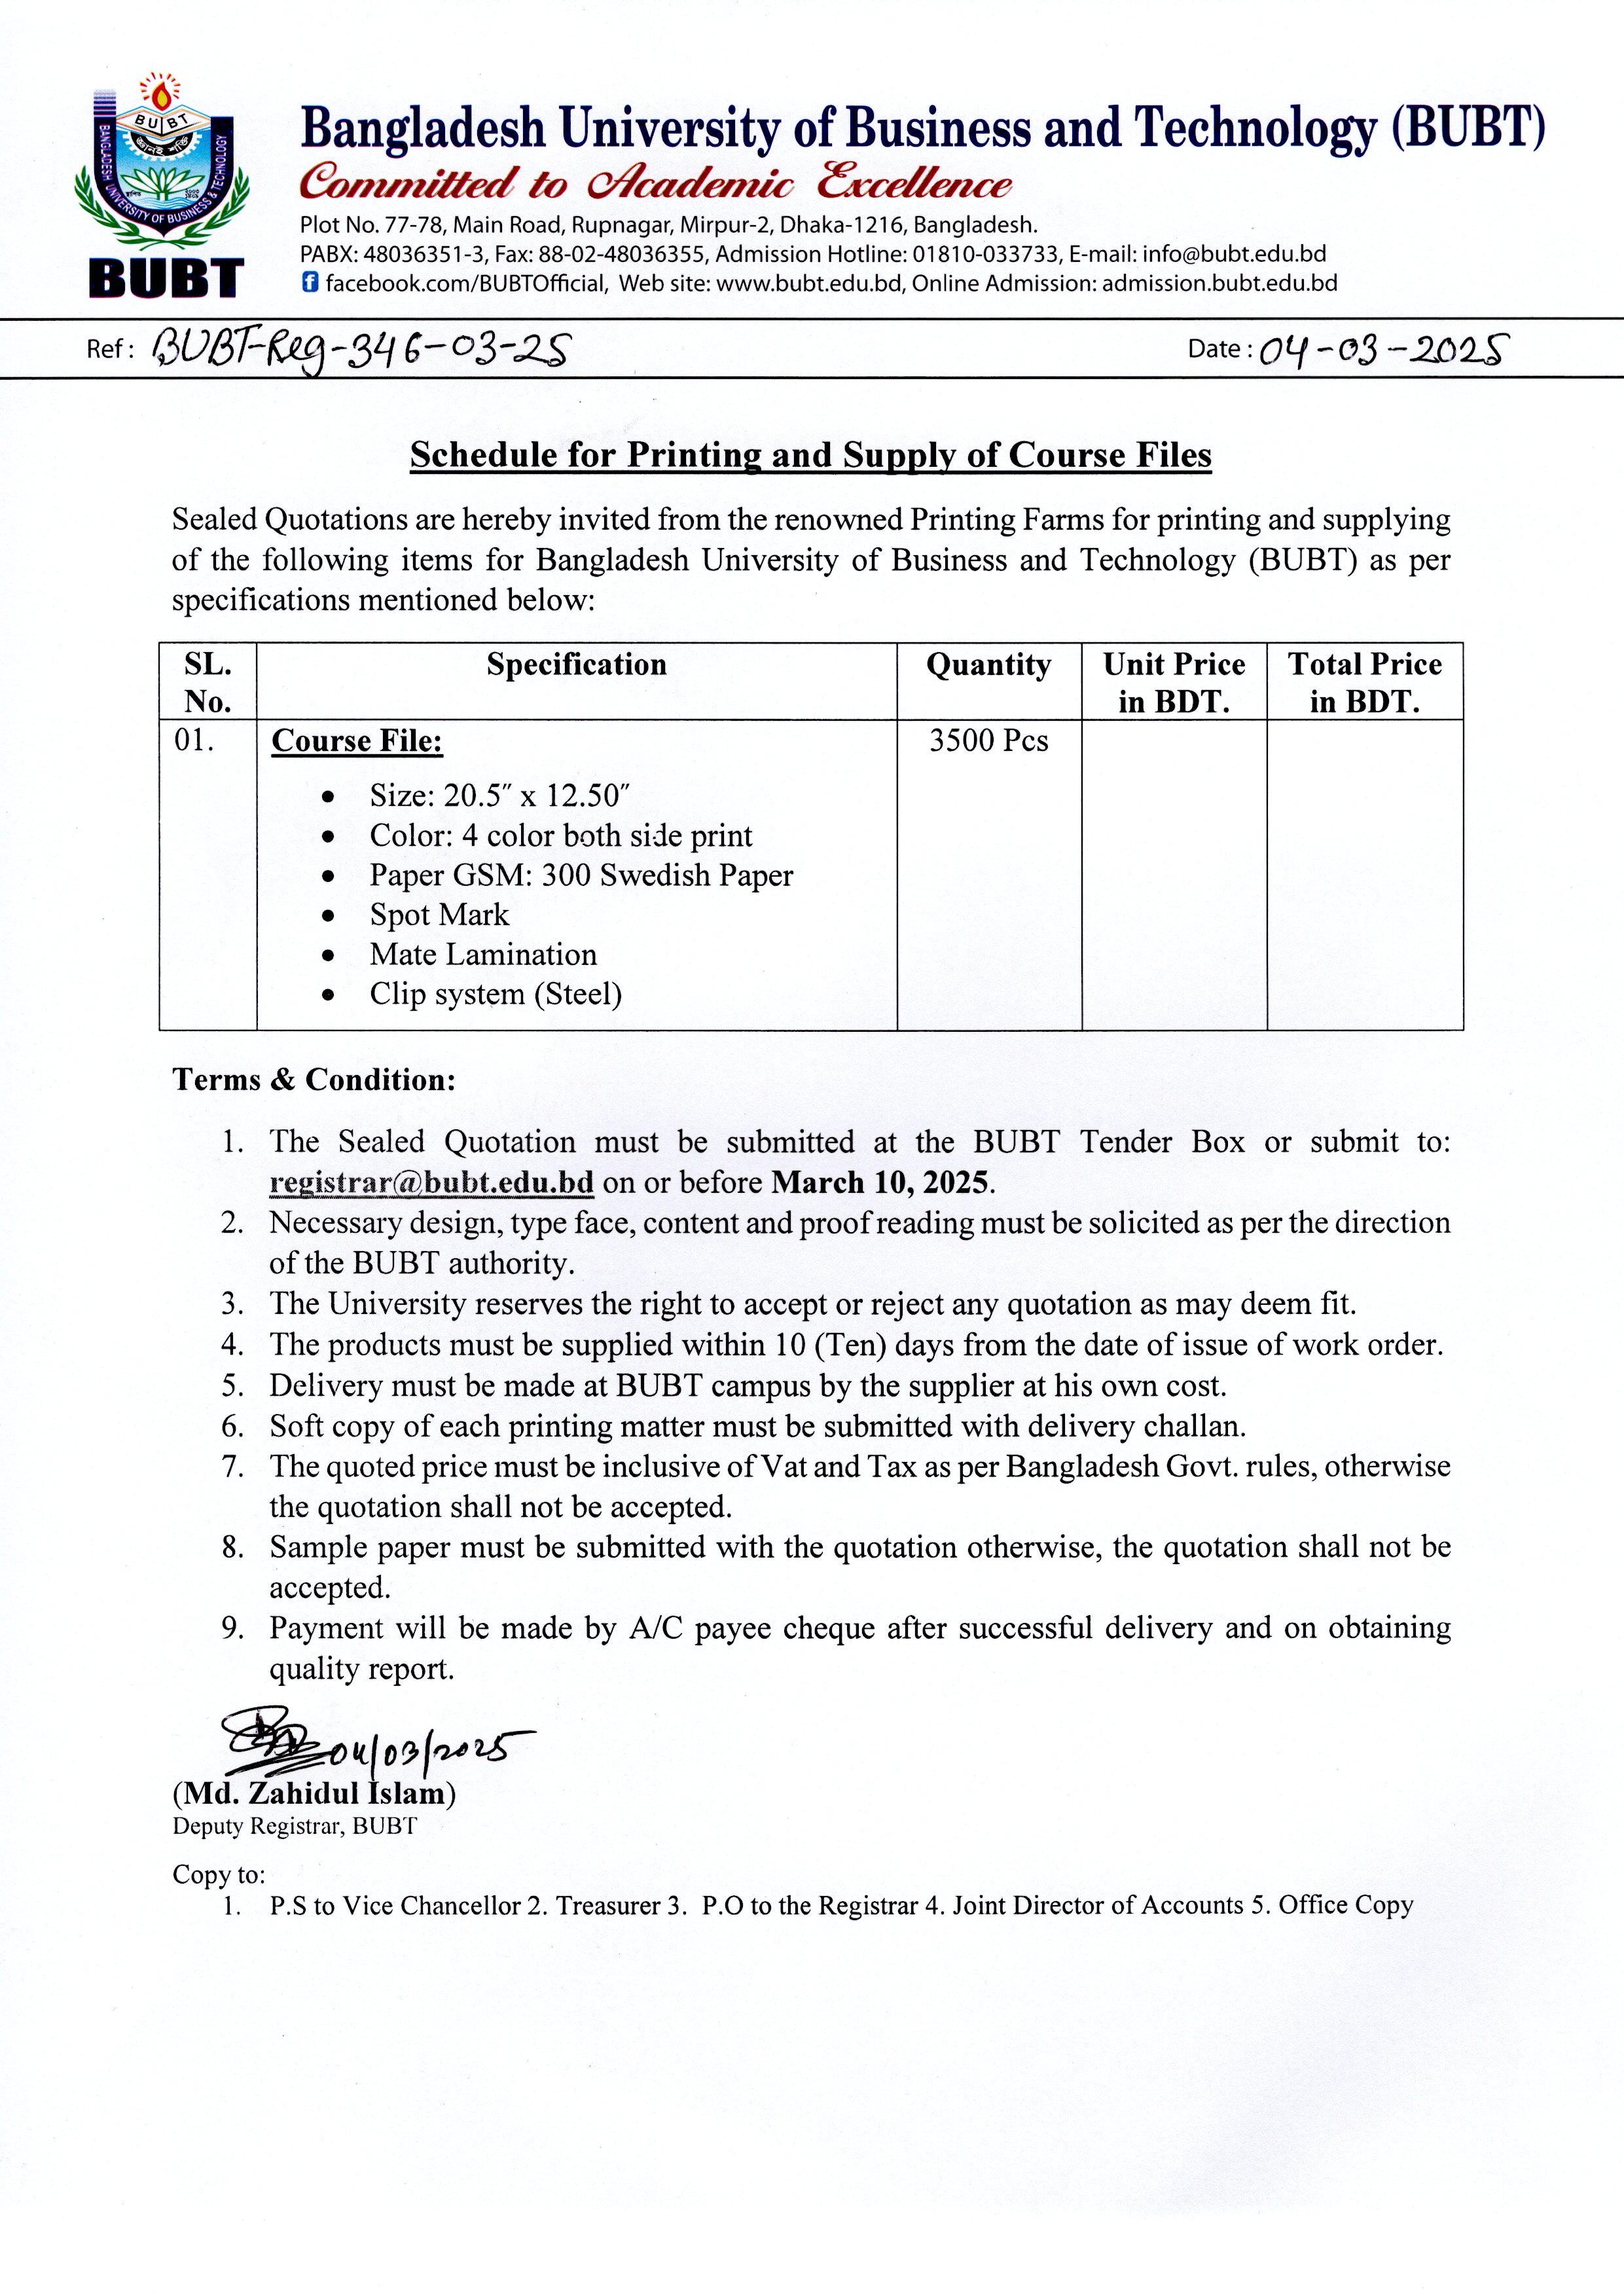 BUBT
জ্ঞানই শক্তি
BANGLADESH UNIVERSITY OF BUSINESS & TECHNOLOGY
BUBT
Bangladesh University of Business and Technology (BUBT)
Committed to Academic Excellence
Plot No. 77-78, Main Road, Rupnagar, Mirpur-2, Dhaka-1216, Bangladesh.
PABX: 48036351-3, Fax: 88-02-48036355, Admission Hotline: 01810-033733, E-mail: info@bubt.edu.bd
facebook.com/BUBTOfficial, Web site: www.bubt.edu.bd, Online Admission: admission.bubt.edu.bd
Ref : BUBT-Reg-346-03-25 Date : 04-03-2025
Schedule for Printing and Supply of Course Files
Sealed Quotations are hereby invited from the renowned Printing Farms for printing and supplying
of the following items for Bangladesh University of Business and Technology (BUBT) as per
specifications mentioned below:
SL. No. Specification Quantity Unit Price in BDT. Total Price in BDT.
01. Course File: 3500 Pcs
• Size: 20.5″ x 12.50″
• Color: 4 color both side print
• Paper GSM: 300 Swedish Paper
• Spot Mark
• Mate Lamination
• Clip system (Steel)
Terms & Condition:
1. The Sealed Quotation must be submitted at the BUBT Tender Box or submit to:
registrar@bubt.edu.bd on or before March 10, 2025.
2. Necessary design, type face, content and proof reading must be solicited as per the direction
of the BUBT authority.
3. The University reserves the right to accept or reject any quotation as may deem fit.
4. The products must be supplied within 10 (Ten) days from the date of issue of work order.
5. Delivery must be made at BUBT campus by the supplier at his own cost.
6. Soft copy of each printing matter must be submitted with delivery challan.
7. The quoted price must be inclusive of Vat and Tax as per Bangladesh Govt. rules, otherwise
the quotation shall not be accepted.
8. Sample paper must be submitted with the quotation otherwise, the quotation shall not be
accepted.
9. Payment will be made by A/C payee cheque after successful delivery and on obtaining
quality report.
04/03/2025
(Md. Zahidul Islam)
Deputy Registrar, BUBT
Copy to:
1. P.S to Vice Chancellor 2. Treasurer 3. P.O to the Registrar 4. Joint Director of Accounts 5. Office Copy